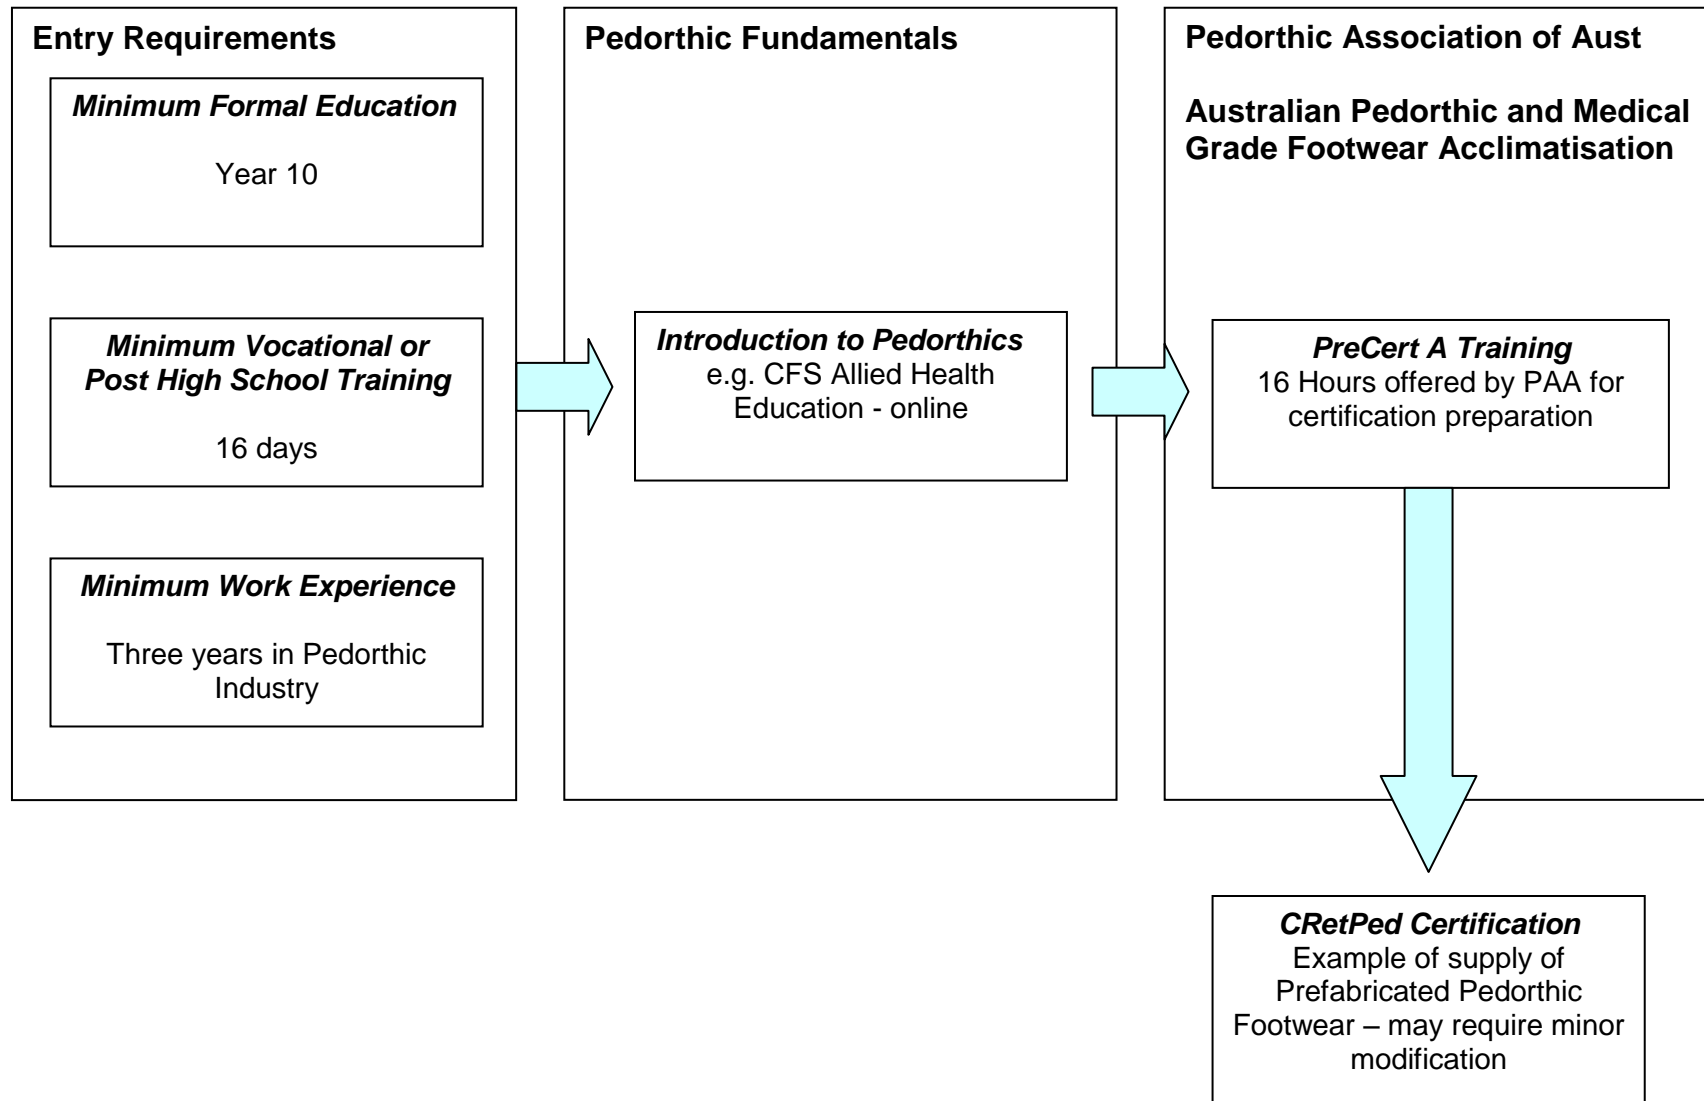 Entry Requirements
Minimum Formal Education
Year 10
Minimum Vocational or
Post High School Training
16 days
Minimum Work Experience
Three years in Pedorthic
Industry
Pedorthic Fundamentals
Introduction to Pedorthics
e.g. CFS Allied Health
Education - online
Pedorthic Association of Aust
Australian Pedorthic and Medical
Grade Footwear Acclimatisation
PreCert A Training
16 Hours offered by PAA for
certification preparation
CRetPed Certification
Example of supply of
Prefabricated Pedorthic
Footwear – may require minor
modification